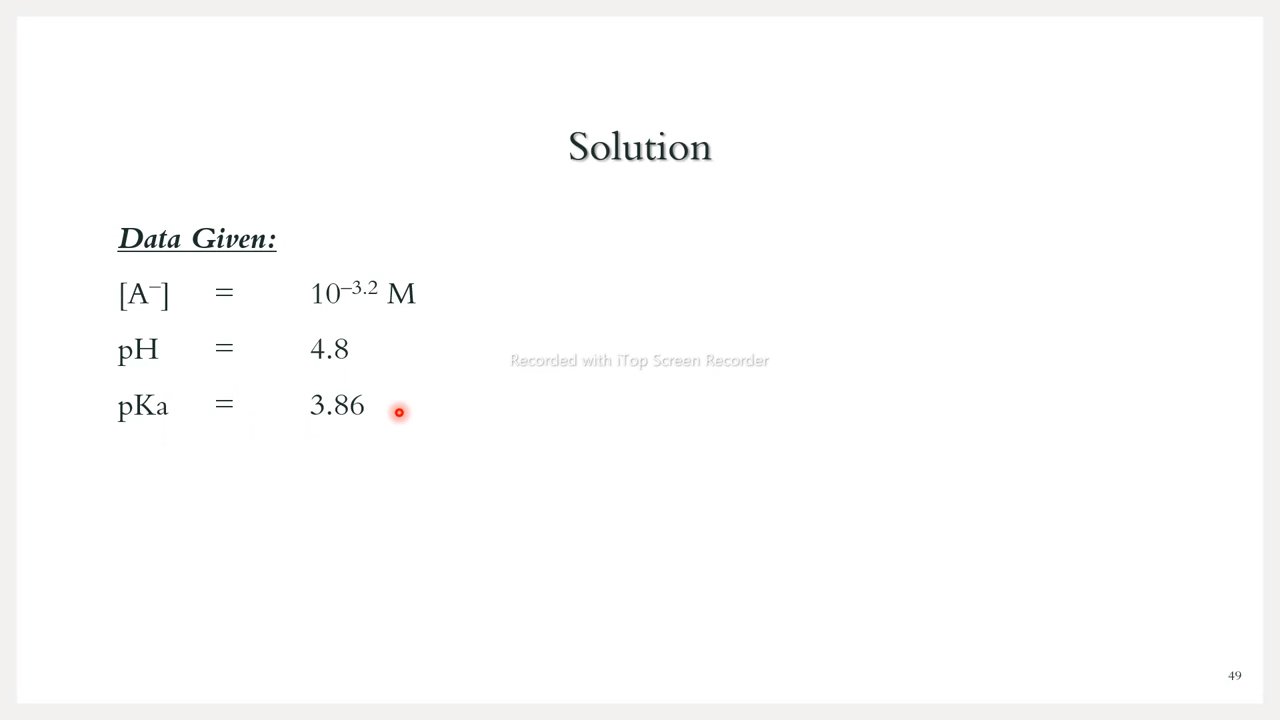 Solution
Data Given:
[A⁻] = 10⁻³·² M
pH = 4.8
Recorded with iTop Screen Recorder
pKa = 3.86
49